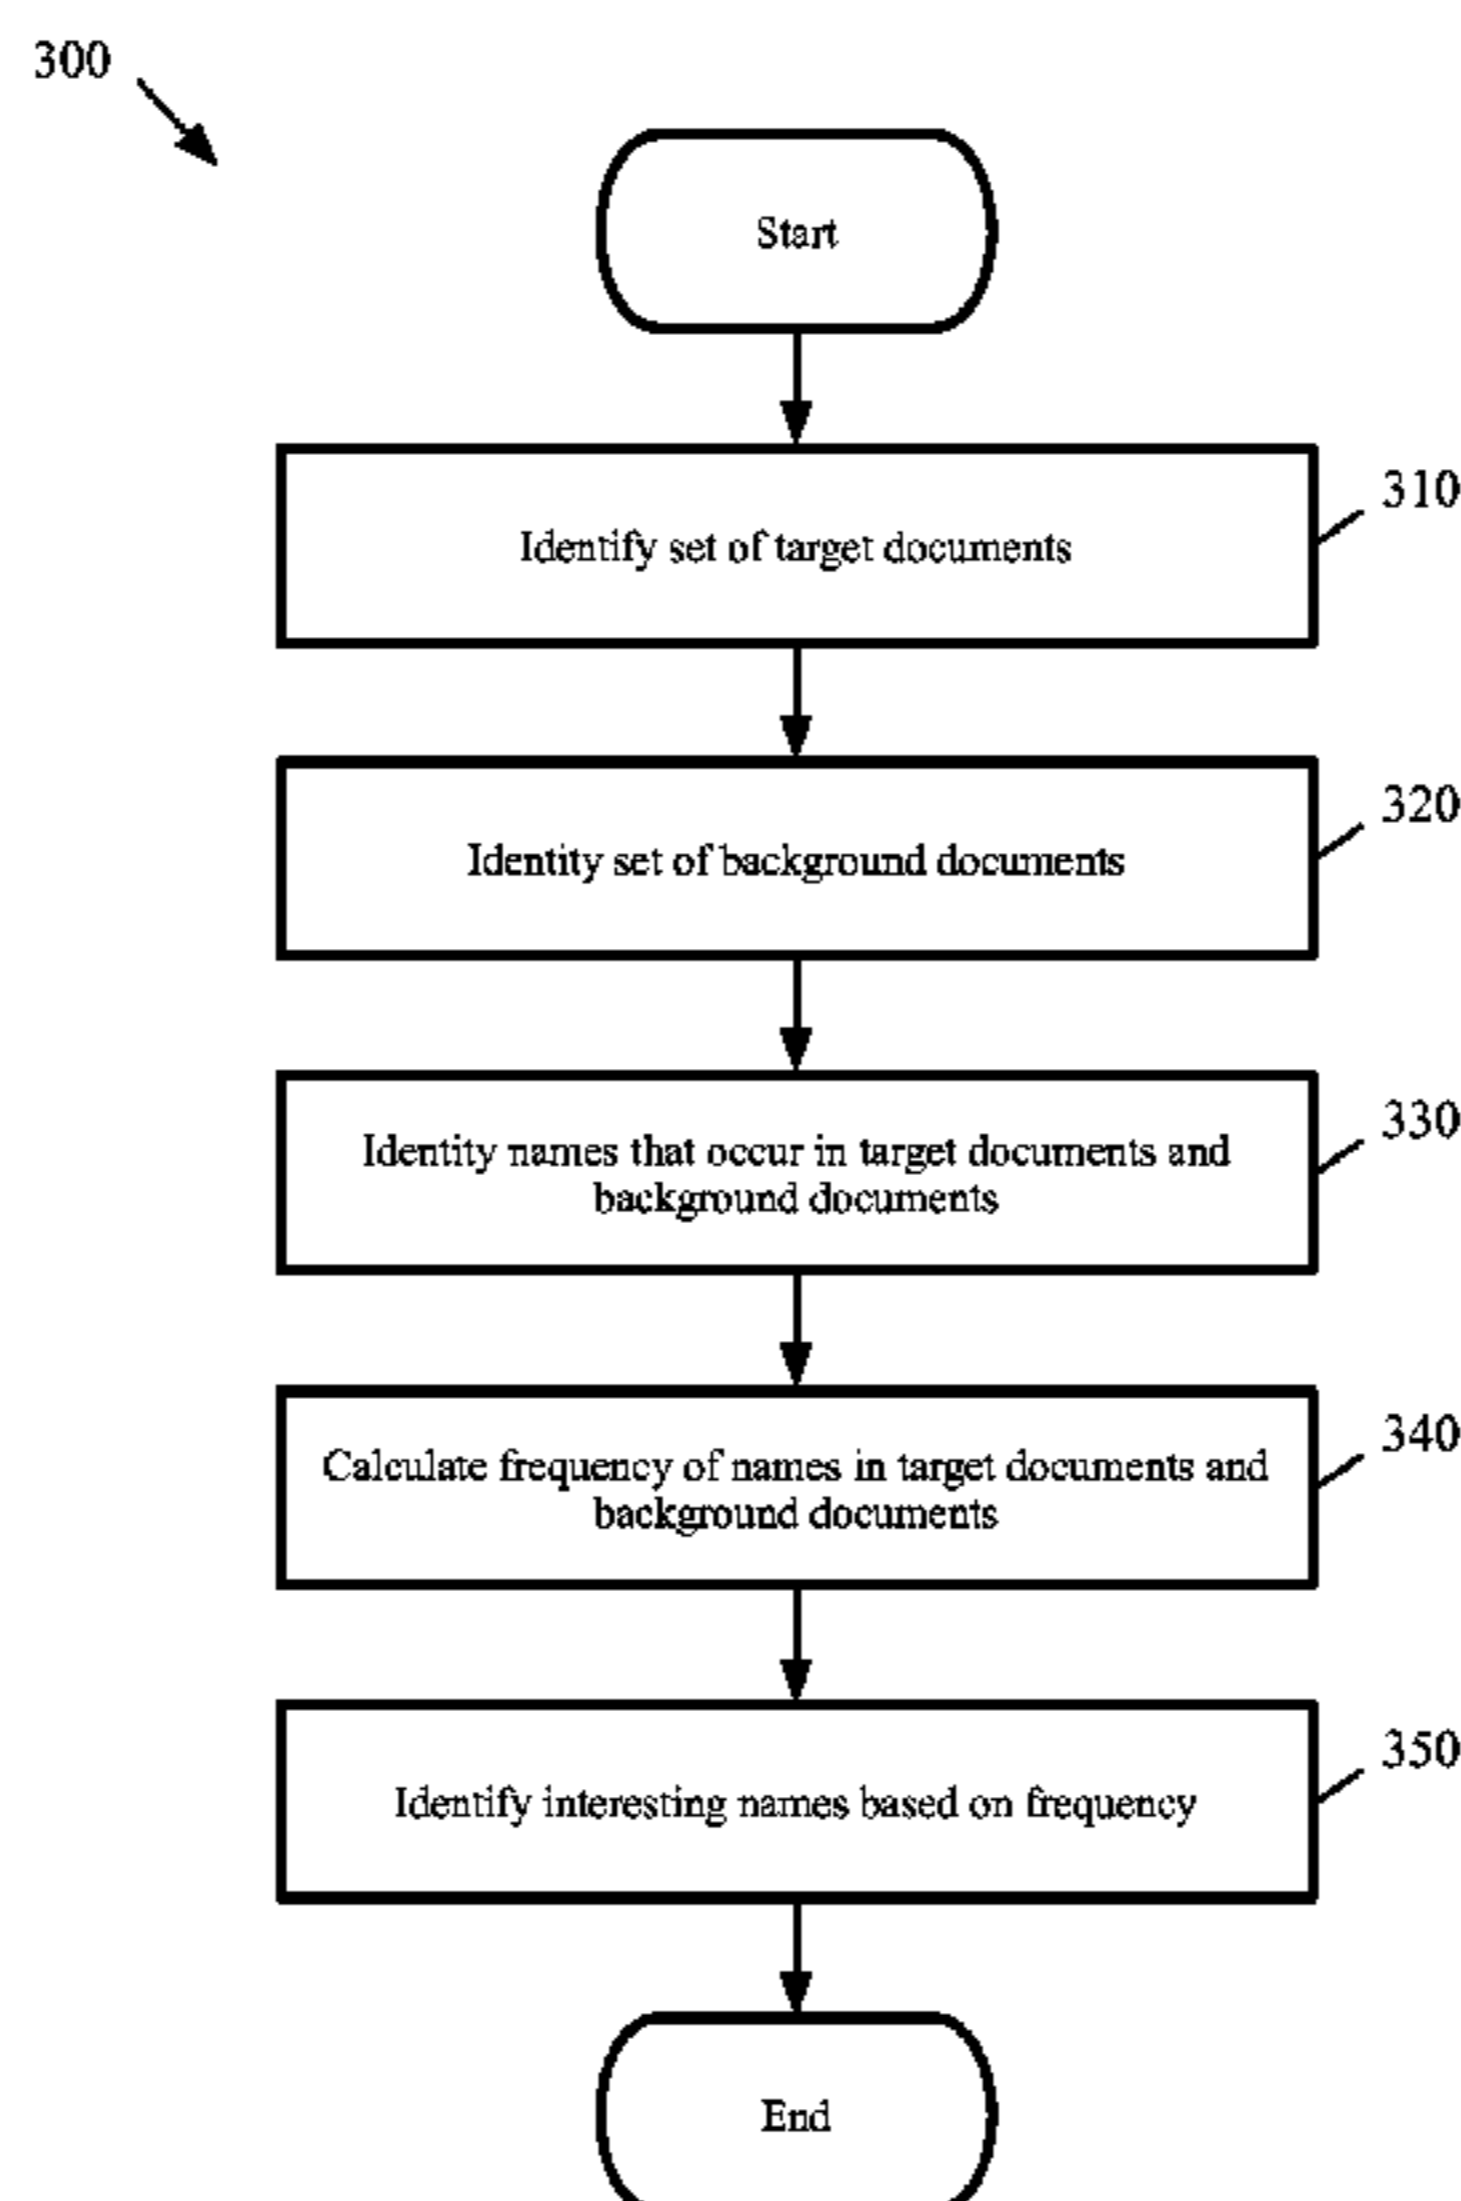 300
Start
310
Identify set of target documents
320
Identity set of background documents
330
Identity names that occur in target documents and
background documents
340
Calculate frequency of names in target documents and
background documents
350
Identify interesting names based on frequency
End